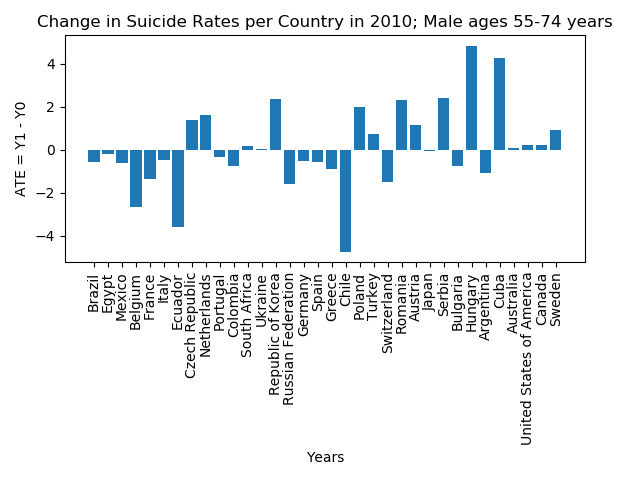 Change in Suicide Rates per Country in 2010; Male ages 55-74 years
ATE = Y1 - Y0
4
2
0
−2
−4
Brazil
Egypt
Mexico
Belgium
France
Italy
Ecuador
Czech Republic
Netherlands
Portugal
Colombia
South Africa
Ukraine
Republic of Korea
Russian Federation
Germany
Spain
Greece
Chile
Poland
Turkey
Switzerland
Romania
Austria
Japan
Serbia
Bulgaria
Hungary
Argentina
Cuba
Australia
United States of America
Canada
Sweden
Years